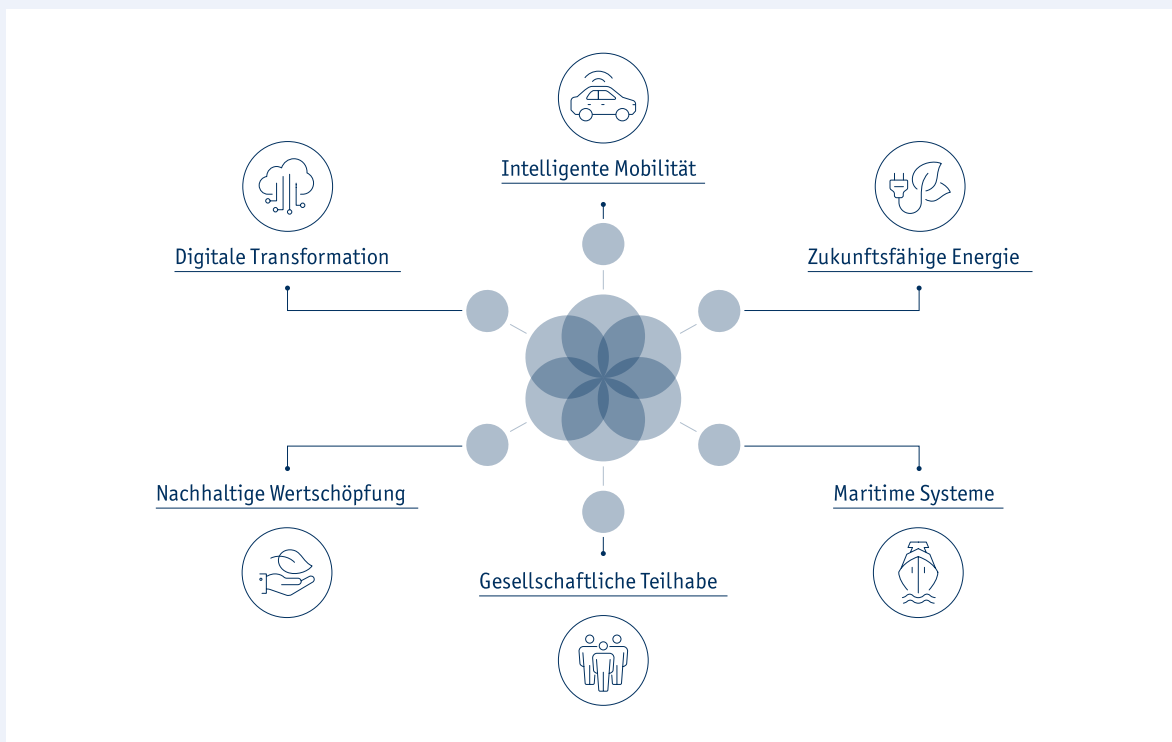 Intelligente Mobilität
Digitale Transformation
Zukunftsfähige Energie
Nachhaltige Wertschöpfung
Maritime Systeme
Gesellschaftliche Teilhabe